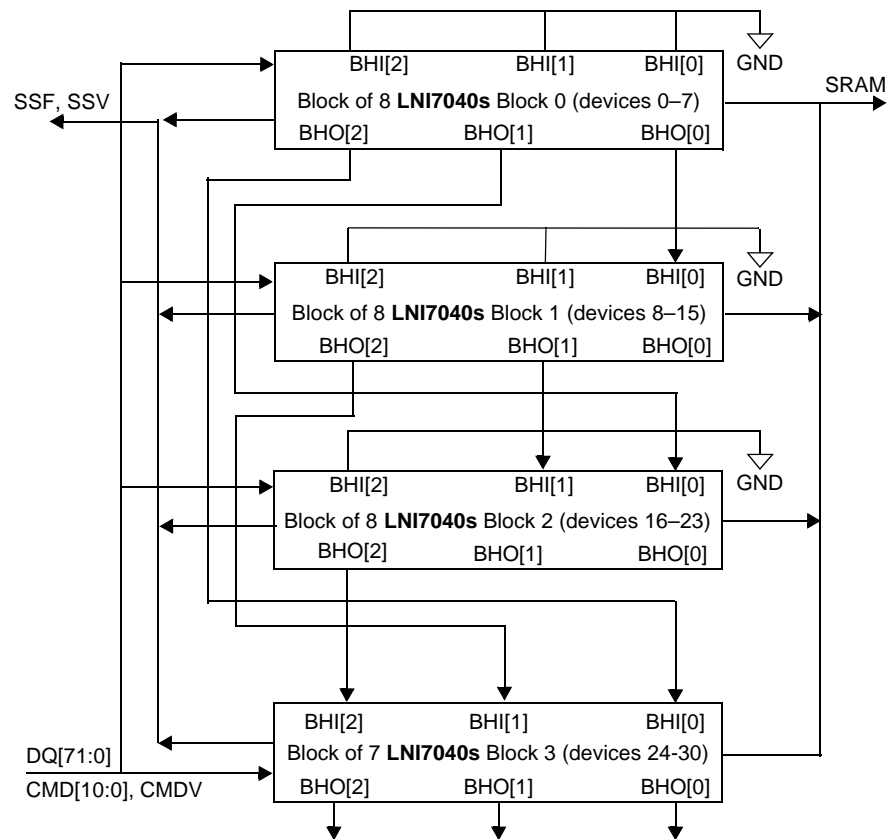 BHI[2] BHI[1] BHI[0]
GND
SRAM
SSF, SSV
Block of 8 LNI7040s Block 0 (devices 0–7)
BHO[2] BHO[1] BHO[0]
BHI[2] BHI[1] BHI[0]
GND
Block of 8 LNI7040s Block 1 (devices 8–15)
BHO[2] BHO[1] BHO[0]
BHI[2] BHI[1] BHI[0]
GND
Block of 8 LNI7040s Block 2 (devices 16–23)
BHO[2] BHO[1] BHO[0]
BHI[2] BHI[1] BHI[0]
DQ[71:0]
Block of 7 LNI7040s Block 3 (devices 24-30)
CMD[10:0], CMDV
BHO[2] BHO[1] BHO[0]